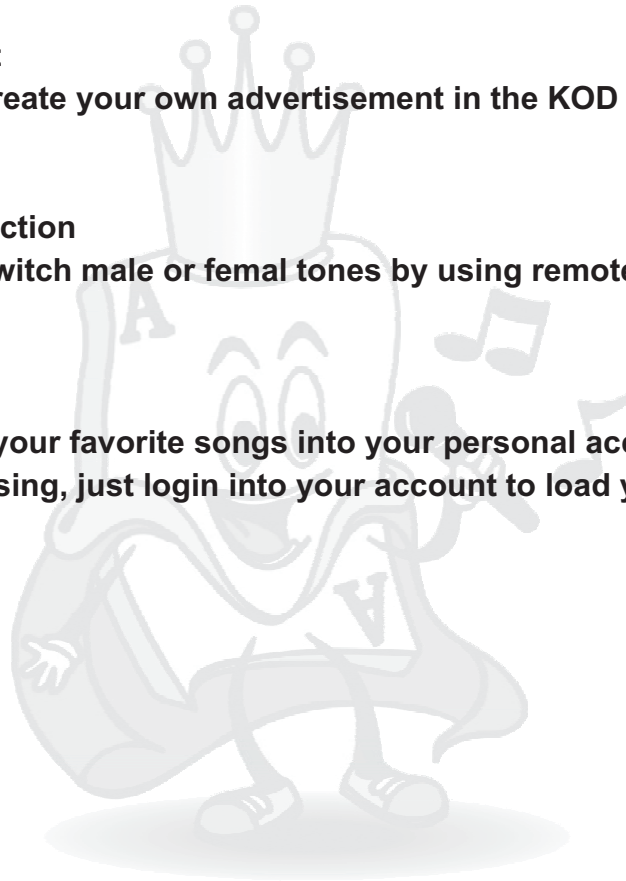 :
reate your own advertisement in the KOD
ction
witch male or femal tones by using remote
your favorite songs into your personal acc
sing, just login into your account to load y
A
A